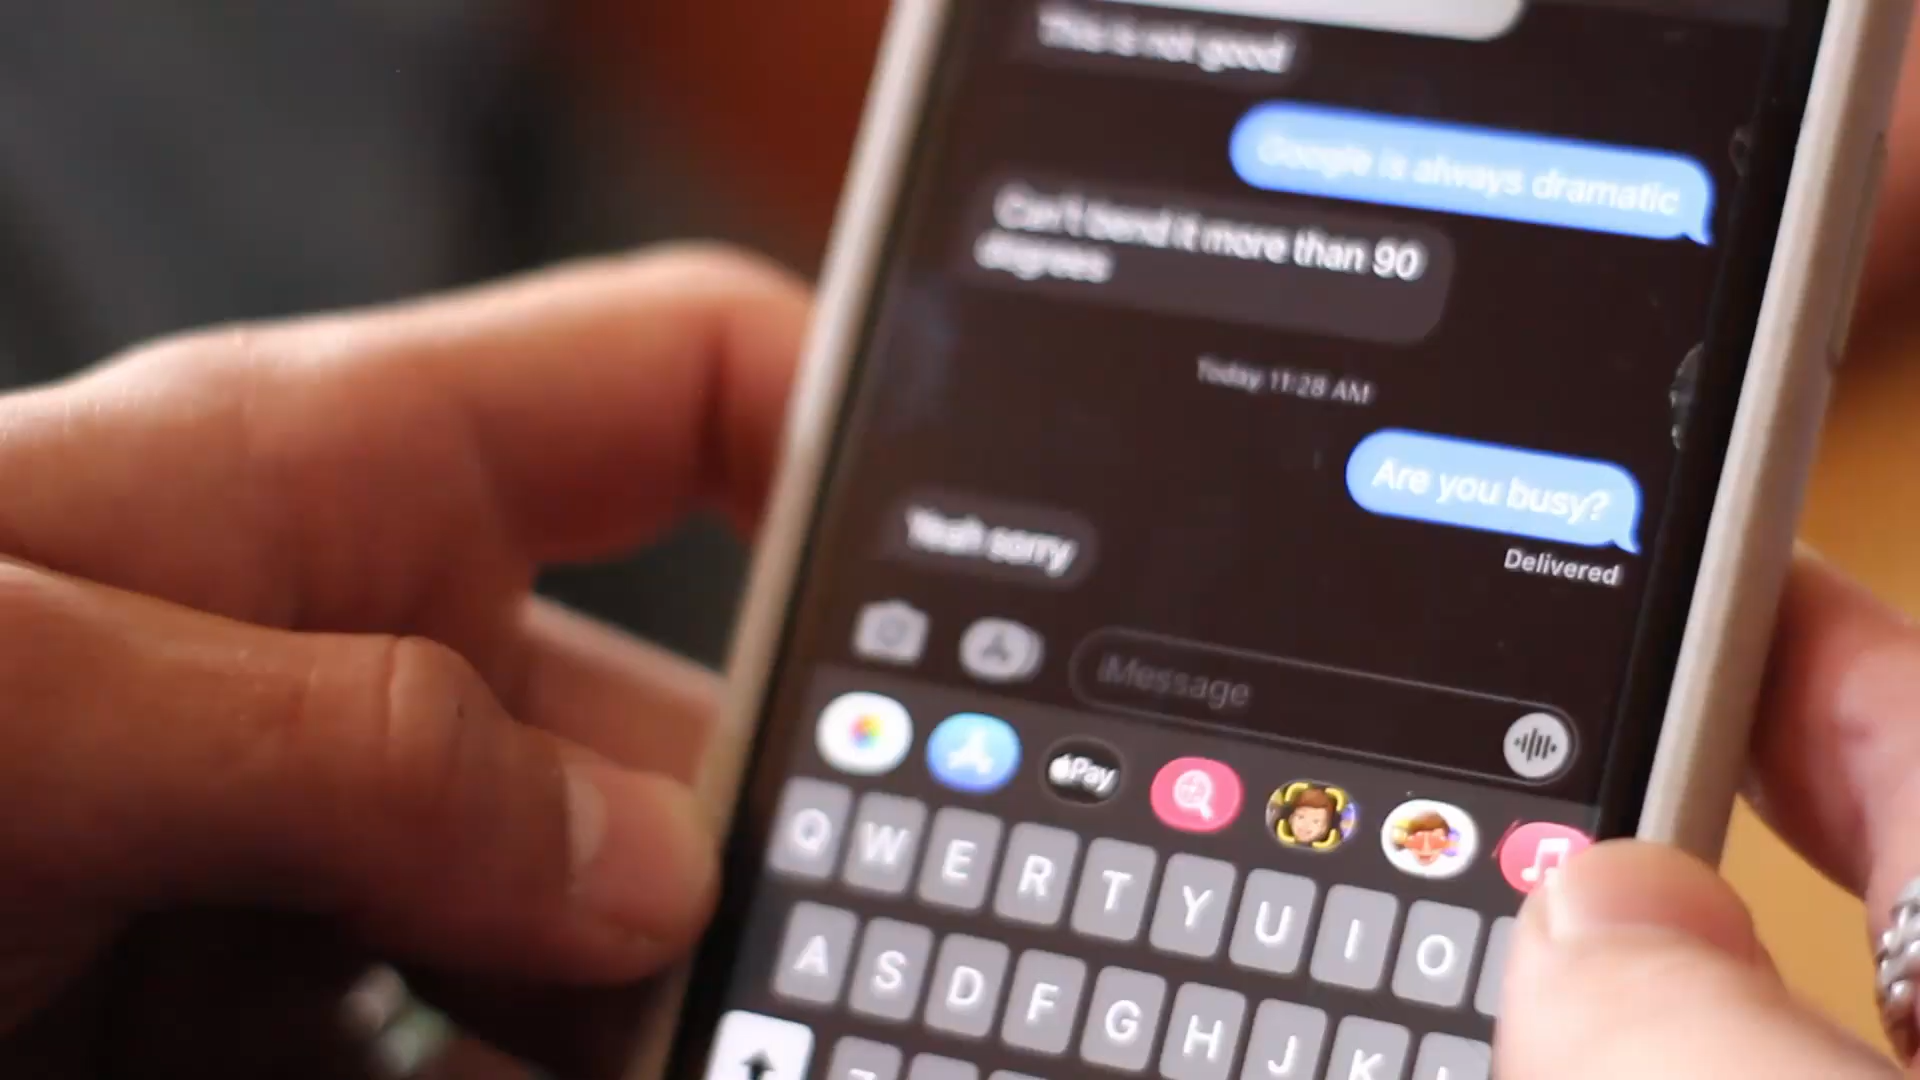 This is not good
Google is always dramatic
Can't bend it more than 90
degrees
Today 11:28 AM
Are you busy?
Delivered
Yeah sorry
iMessage
Pay
Q W E R T Y U I O
A S D F G H J K L
Z